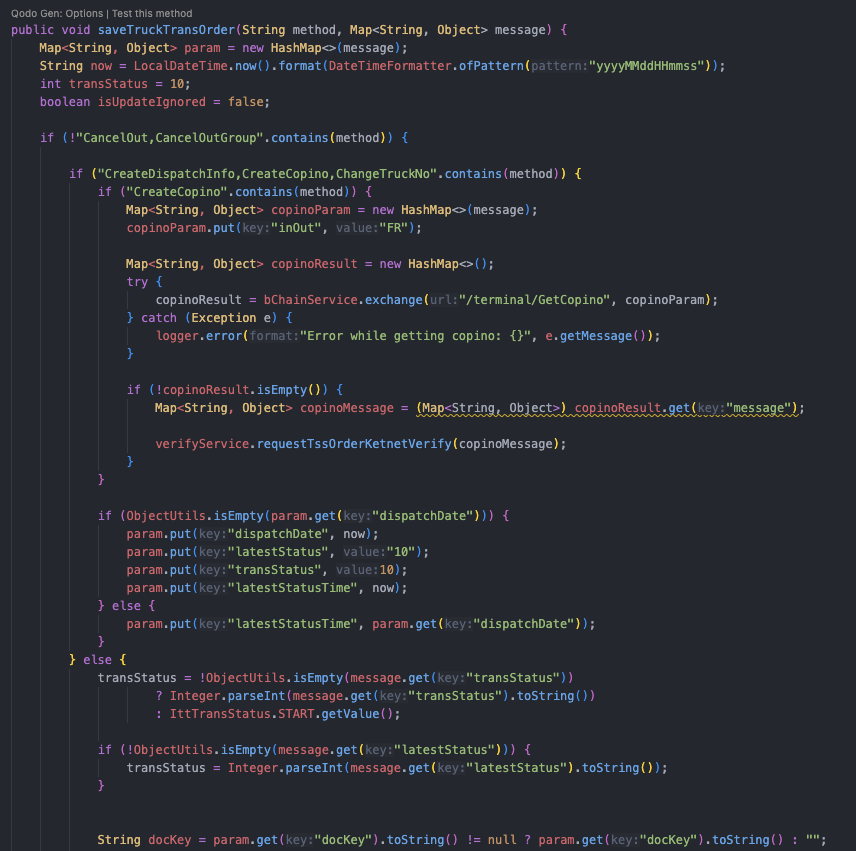 Qodo Gen: Options | Test this method
public void saveTruckTransOrder(String method, Map<String, Object> message) {
Map<String, Object> param = new HashMap<>(message);
String now = LocalDateTime.now().format(DateTimeFormatter.ofPattern(pattern:"yyyyMMddHHmmss"));
int transStatus = 10;
boolean isUpdateIgnored = false;
if (!"CancelOut,CancelOutGroup".contains(method)) {
if ("CreateDispatchInfo,CreateCopino,ChangeTruckNo".contains(method)) {
if ("CreateCopino".contains(method)) {
Map<String, Object> copinoParam = new HashMap<>(message);
copinoParam.put(key:"inOut", value:"FR");
Map<String, Object> copinoResult = new HashMap<>();
try {
copinoResult = bChainService.exchange(url:"/terminal/GetCopino", copinoParam);
} catch (Exception e) {
logger.error(format:"Error while getting copino: {}", e.getMessage());
}
if (!copinoResult.isEmpty()) {
Map<String, Object> copinoMessage = (Map<String, Object>) copinoResult.get(key:"message");
verifyService.requestTssOrderKetnetVerify(copinoMessage);
}
}
if (ObjectUtils.isEmpty(param.get(key:"dispatchDate"))) {
param.put(key:"dispatchDate", now);
param.put(key:"latestStatus", value:"10");
param.put(key:"transStatus", value:10);
param.put(key:"latestStatusTime", now);
} else {
param.put(key:"latestStatusTime", param.get(key:"dispatchDate"));
}
} else {
transStatus = !ObjectUtils.isEmpty(message.get(key:"transStatus"))
? Integer.parseInt(message.get(key:"transStatus").toString())
: IttTransStatus.START.getValue();
if (!ObjectUtils.isEmpty(message.get(key:"latestStatus"))) {
transStatus = Integer.parseInt(message.get(key:"latestStatus").toString());
}
String docKey = param.get(key:"docKey").toString() != null ? param.get(key:"docKey").toString() : "";